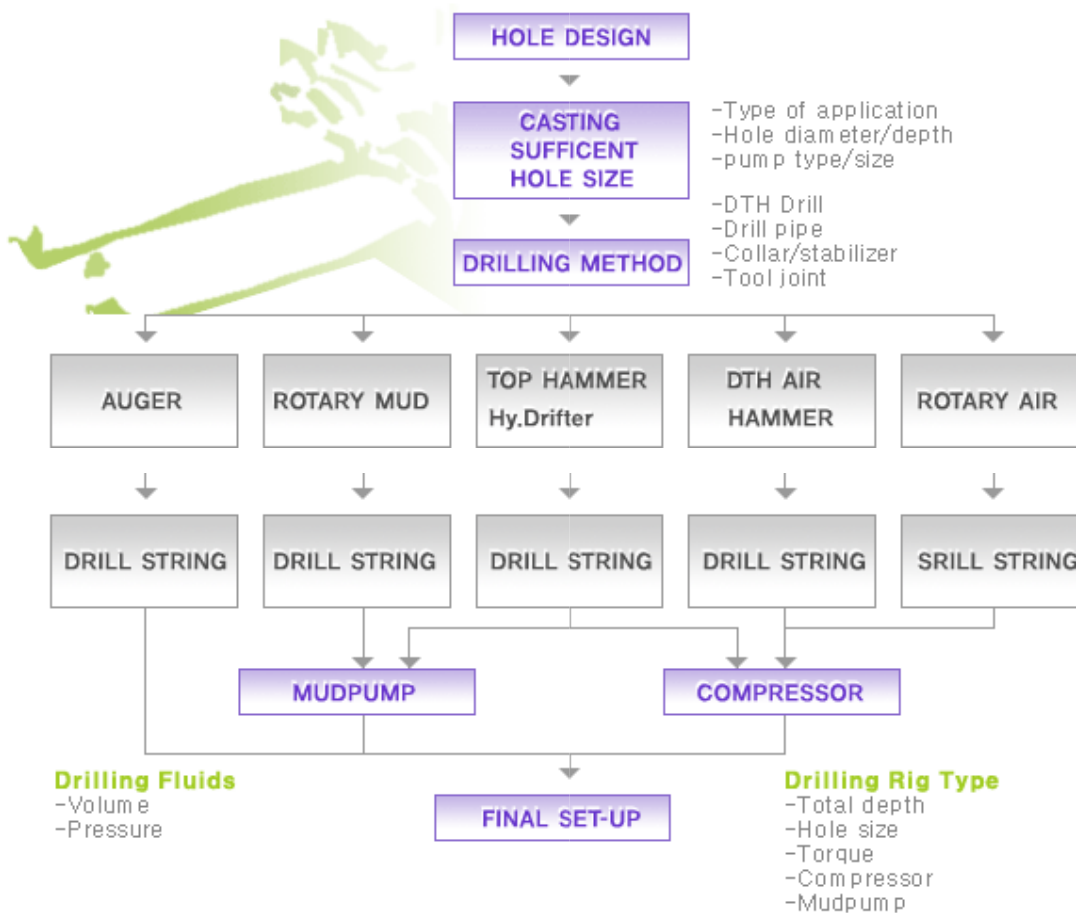 HOLE DESIGN
CASTING
SUFFICENT
HOLE SIZE
-Type of application
-Hole diameter/depth
-pump type/size
-DTH Drill
-Drill pipe
-Collar/stabilizer
-Tool joint
DRILLING METHOD
AUGER
ROTARY MUD
TOP HAMMER
Hy.Drifter
DTH AIR
HAMMER
ROTARY AIR
DRILL STRING
DRILL STRING
DRILL STRING
DRILL STRING
SRILL STRING
MUDPUMP
COMPRESSOR
Drilling Fluids
-Volume
-Pressure
FINAL SET-UP
Drilling Rig Type
-Total depth
-Hole size
-Torque
-Compressor
-Mudpump